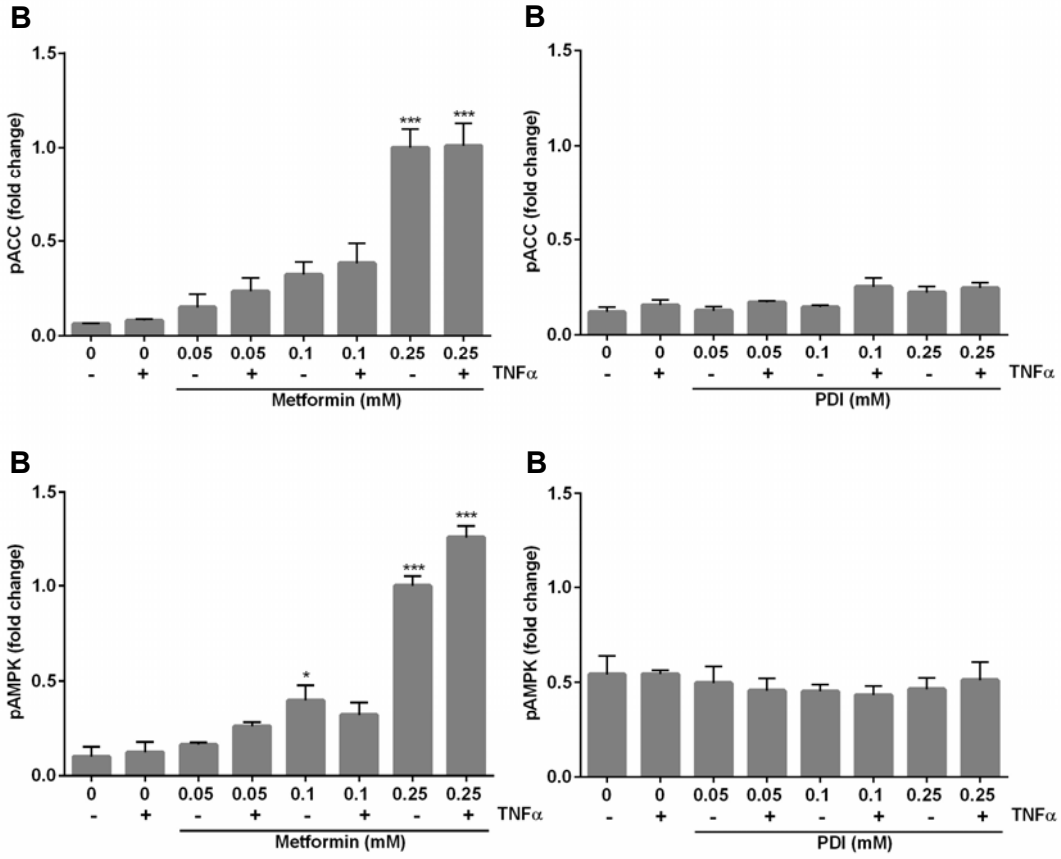 B
pACC (fold change)
1.5
1.0
0.5
0.0
*** ***
0 0 0.05 0.05 0.1 0.1 0.25 0.25
- + - + - + - + TNFα
Metformin (mM)
B
pACC (fold change)
1.5
1.0
0.5
0.0
0 0 0.05 0.05 0.1 0.1 0.25 0.25
- + - + - + - + TNFα
PDI (mM)
B
pAMPK (fold change)
1.5
1.0
0.5
0.0
* *** ***
0 0 0.05 0.05 0.1 0.1 0.25 0.25
- + - + - + - + TNFα
Metformin (mM)
B
pAMPK (fold change)
1.5
1.0
0.5
0.0
0 0 0.05 0.05 0.1 0.1 0.25 0.25
- + - + - + - + TNFα
PDI (mM)